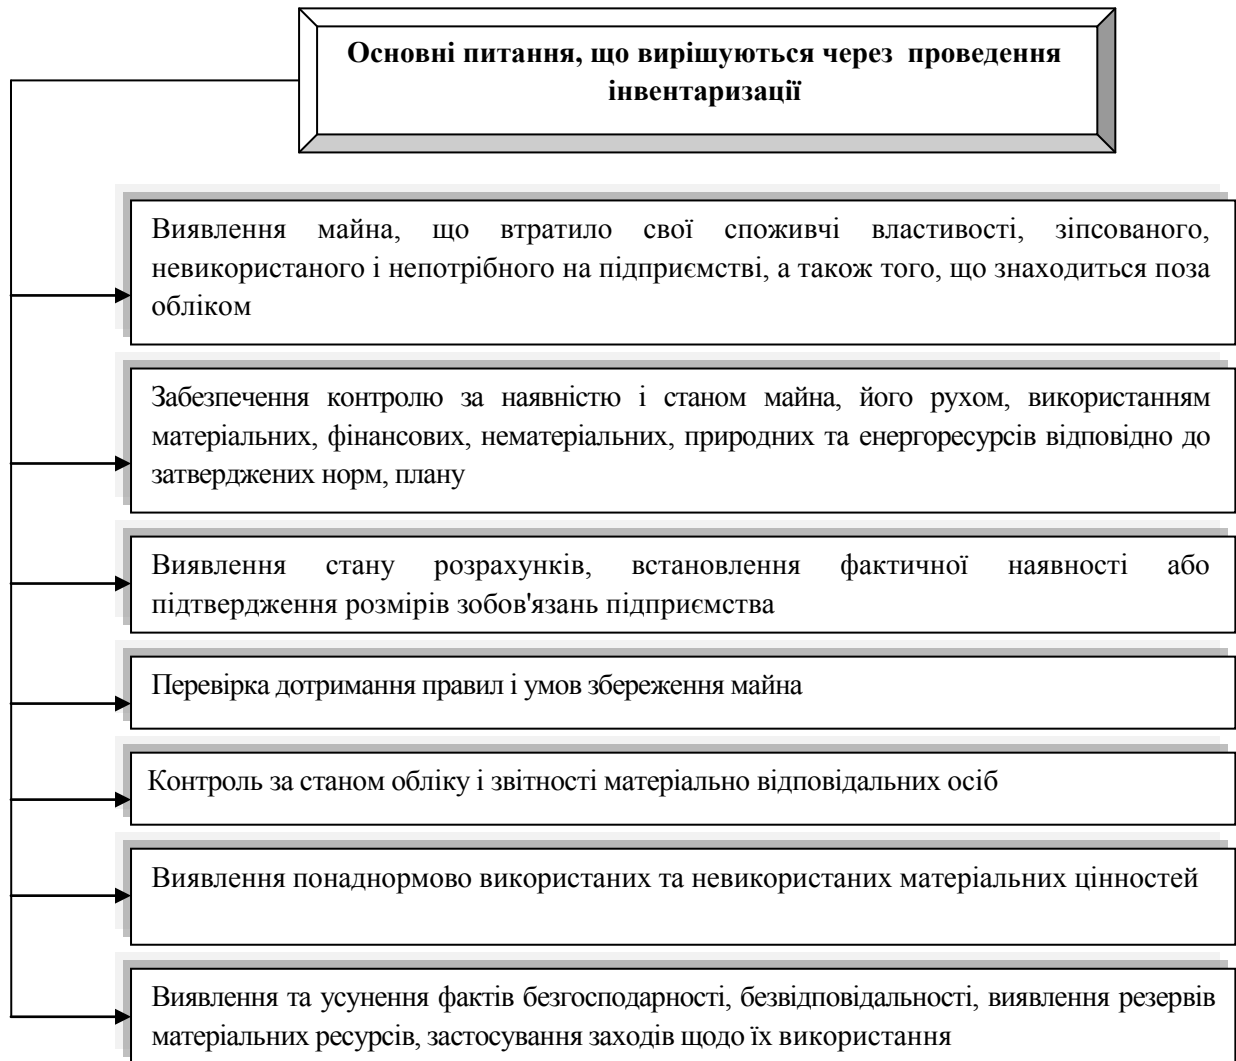 Основні питання, що вирішуються через проведення
інвентаризації
Виявлення майна, що втратило свої споживчі властивості, зіпсованого,
невикористаного і непотрібного на підприємстві, а також того, що знаходиться поза
обліком
Забезпечення контролю за наявністю і станом майна, його рухом, використанням
матеріальних, фінансових, нематеріальних, природних та енергоресурсів відповідно до
затверджених норм, плану
Виявлення стану розрахунків, встановлення фактичної наявності або
підтвердження розмірів зобов'язань підприємства
Перевірка дотримання правил і умов збереження майна
Контроль за станом обліку і звітності матеріально відповідальних осіб
Виявлення понаднормово використаних та невикористаних матеріальних цінностей
Виявлення та усунення фактів безгосподарності, безвідповідальності, виявлення резервів
матеріальних ресурсів, застосування заходів щодо їх використання